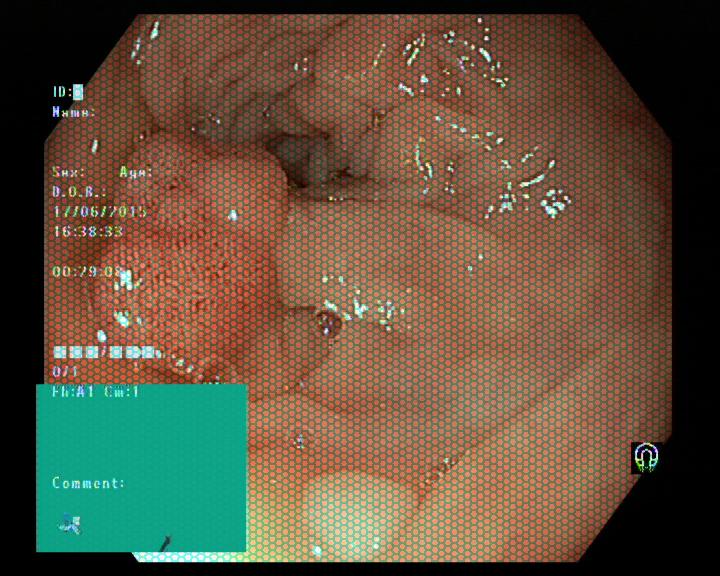 ID:
Name:
Sex: Age:
D.O.B.:
17/06/2015
16:38:33
00:29:08
0/1
Eh:A1 Cm:1
Comment: